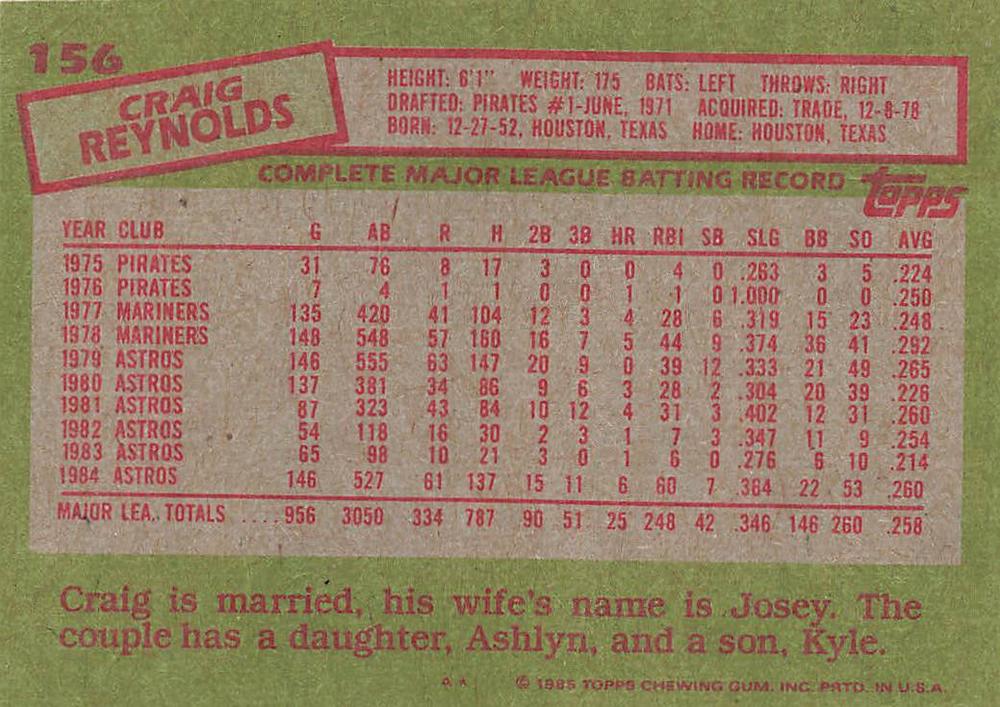 156
CRAIG
REYNOLDS
HEIGHT: 6'1" WEIGHT: 175 BATS: LEFT THROWS: RIGHT
DRAFTED: PIRATES #1-JUNE, 1971 ACQUIRED: TRADE, 12-8-78
BORN: 12-27-52, HOUSTON, TEXAS HOME: HOUSTON, TEXAS
COMPLETE MAJOR LEAGUE BATTING RECORD topps
YEAR CLUB G AB R H 2B 3B HR RBI SB SLG BB SO AVG
1975 PIRATES 31 76 8 17 3 0 0 4 0 .263 3 5 .224
1976 PIRATES 7 4 1 1 0 0 1 1 0 1.000 0 0 .250
1977 MARINERS 135 420 41 104 12 3 4 28 6 .319 15 23 .248
1978 MARINERS 148 548 57 160 16 7 5 44 9 .374 36 41 .292
1979 ASTROS 146 555 63 147 20 9 0 39 12 .333 21 49 .265
1980 ASTROS 137 381 34 86 9 6 3 28 2 .304 20 39 .226
1981 ASTROS 87 323 43 84 10 12 4 31 3 .402 12 31 .260
1982 ASTROS 54 118 16 30 2 3 1 7 3 .347 11 9 .254
1983 ASTROS 65 98 10 21 3 0 1 6 0 .276 6 10 .214
1984 ASTROS 146 527 61 137 15 11 6 60 7 .364 22 53 .260
MAJOR LEA. TOTALS .... 956 3050 334 787 90 51 25 248 42 .346 146 260 .258
Craig is married, his wife's name is Josey. The
couple has a daughter, Ashlyn, and a son, Kyle.
** © 1985 TOPPS CHEWING GUM. INC. PRTD. IN U.S.A.